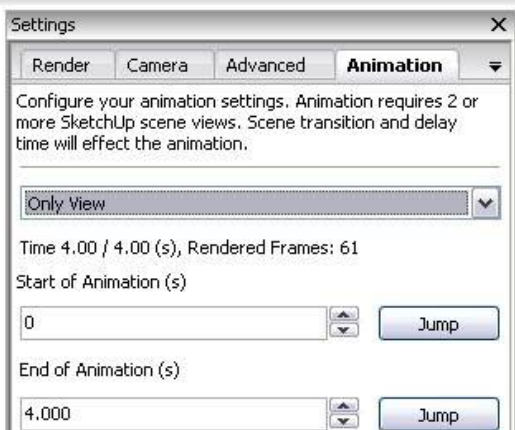 Settings
Render Camera Advanced Animation
Configure your animation settings. Animation requires 2 or
more SketchUp scene views. Scene transition and delay
time will effect the animation.
Only View
Time 4.00 / 4.00 (s), Rendered Frames: 61
Start of Animation (s)
0 Jump
End of Animation (s)
4.000 Jump